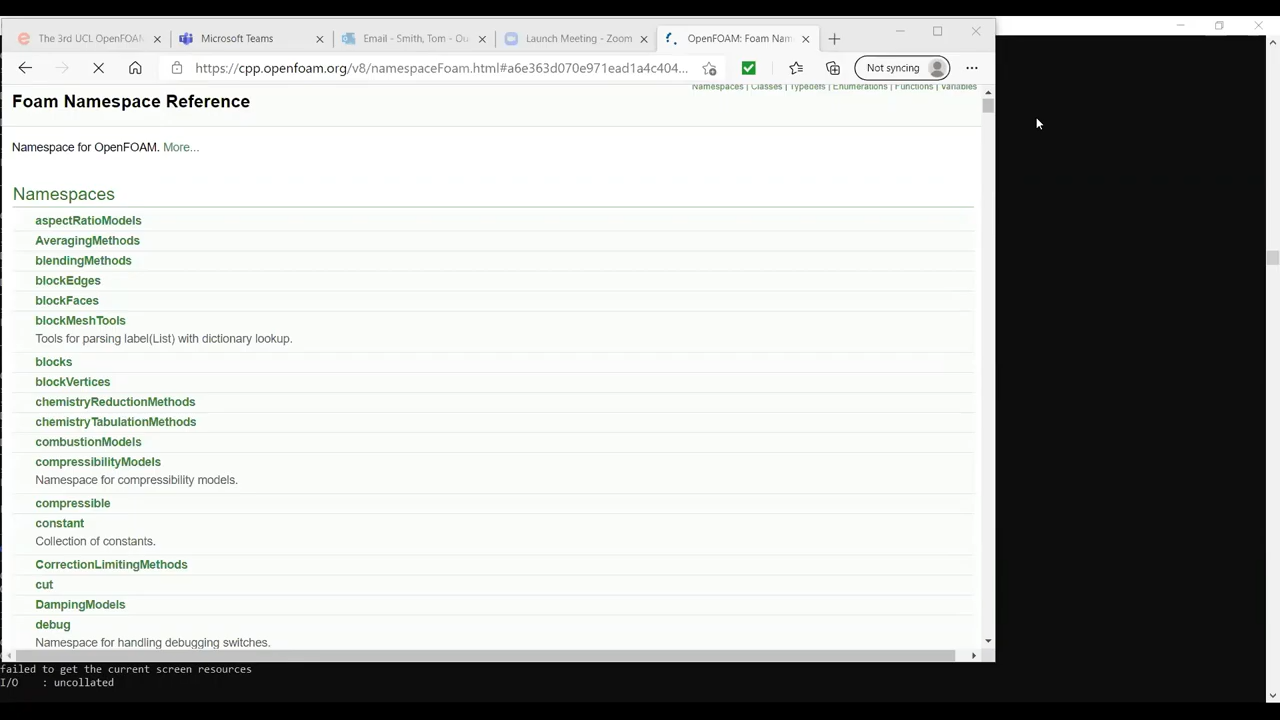 The 3rd UCL OpenFOAM
Microsoft Teams
Email - Smith, Tom - Ou
Launch Meeting - Zoom
OpenFOAM: Foam Nam
https://cpp.openfoam.org/v8/namespaceFoam.html#a6e363d070e971ead1a4c404...
Not syncing
Namespaces | Classes | Typedefs | Enumerations | Functions | Variables
Foam Namespace Reference
Namespace for OpenFOAM. More...
Namespaces
aspectRatioModels
AveragingMethods
blendingMethods
blockEdges
blockFaces
blockMeshTools
Tools for parsing label(List) with dictionary lookup.
blocks
blockVertices
chemistryReductionMethods
chemistryTabulationMethods
combustionModels
compressibilityModels
Namespace for compressibility models.
compressible
constant
Collection of constants.
CorrectionLimitingMethods
cut
DampingModels
debug
Namespace for handling debugging switches.
failed to get the current screen resources
I/O : uncollated